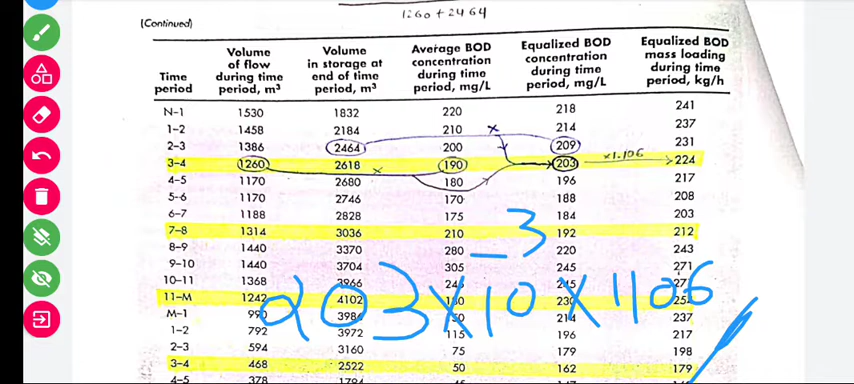 1260 + 2464
(Continued)
Time period Volume of flow during time period, m³ Volume in storage at end of time period, m³ Average BOD concentration during time period, mg/L Equalized BOD concentration during time period, mg/L Equalized BOD mass loading during time period, kg/h
N-1 1530 1832 220 218 241
1-2 1458 2184 210 214 237
2-3 1386 2464 200 209 231
3-4 1260 2618 190 203 x1.106 224
4-5 1170 2680 180 196 217
5-6 1170 2746 170 188 208
6-7 1188 2828 175 184 203
7-8 1314 3036 210 192 212
8-9 1440 3370 280 220 243
9-10 1440 3704 305 245 271
10-11 1368 3966 245
11-M 1242 4102
M-1 214 237
1-2 792 3972 115 196 217
2-3 594 3160 75 179 198
3-4 468 2522 50 162 179
4-5 378
203 × 10 -3 × 1106